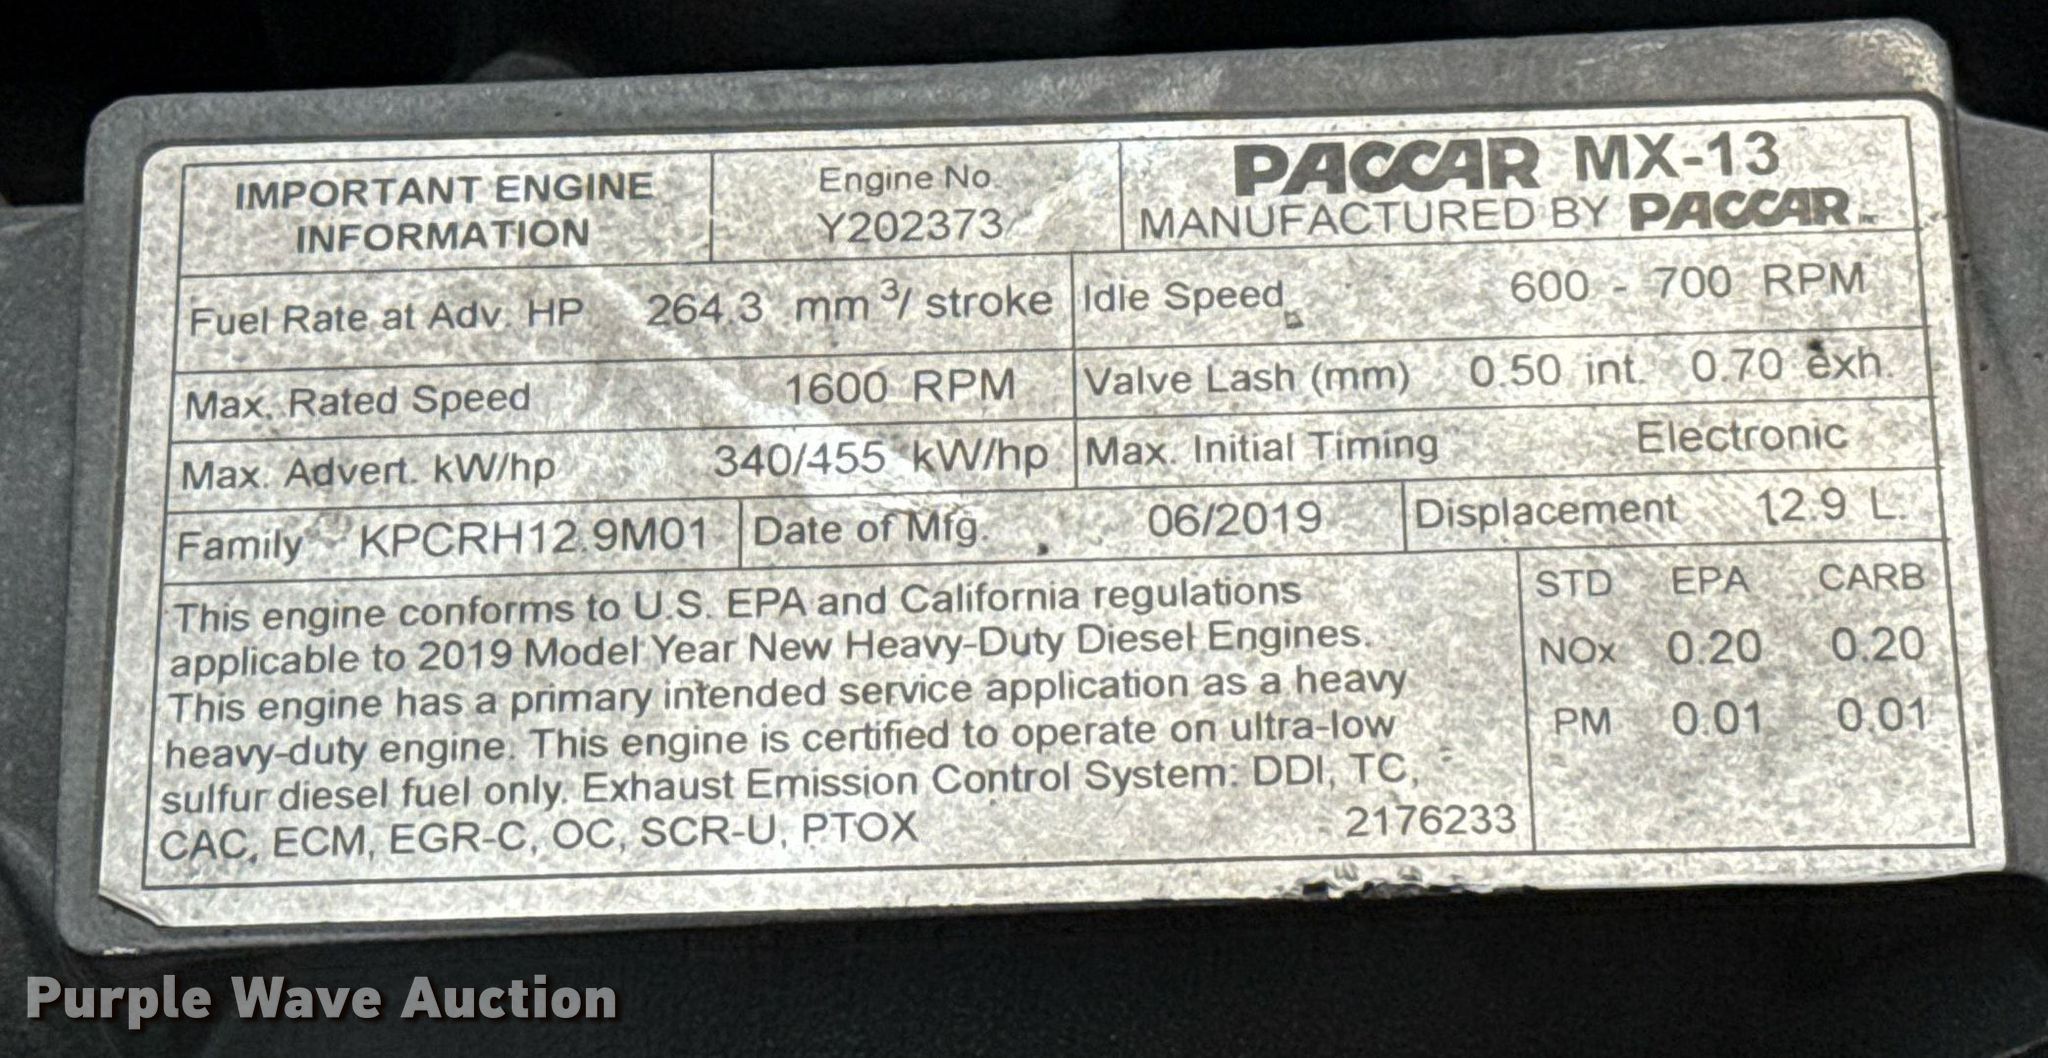 IMPORTANT ENGINE
INFORMATION
Engine No.
Y202373
PACCAR MX-13
MANUFACTURED BY PACCAR INC
Fuel Rate at Adv. HP 264.3 mm³/ stroke
Idle Speed 600 - 700 RPM
Max. Rated Speed 1600 RPM
Valve Lash (mm) 0.50 int. 0.70 exh.
Max. Advert. kW/hp 340/455 kW/hp
Max. Initial Timing Electronic
Family KPCRH12.9M01
Date of Mfg. 06/2019
Displacement 12.9 L.
This engine conforms to U.S. EPA and California regulations
applicable to 2019 Model Year New Heavy-Duty Diesel Engines.
This engine has a primary intended service application as a heavy
heavy-duty engine. This engine is certified to operate on ultra-low
sulfur diesel fuel only. Exhaust Emission Control System: DDI, TC,
CAC, ECM, EGR-C, OC, SCR-U, PTOX 2176233
STD EPA CARB
NOx 0.20 0.20
PM 0.01 0.01
Purple Wave Auction